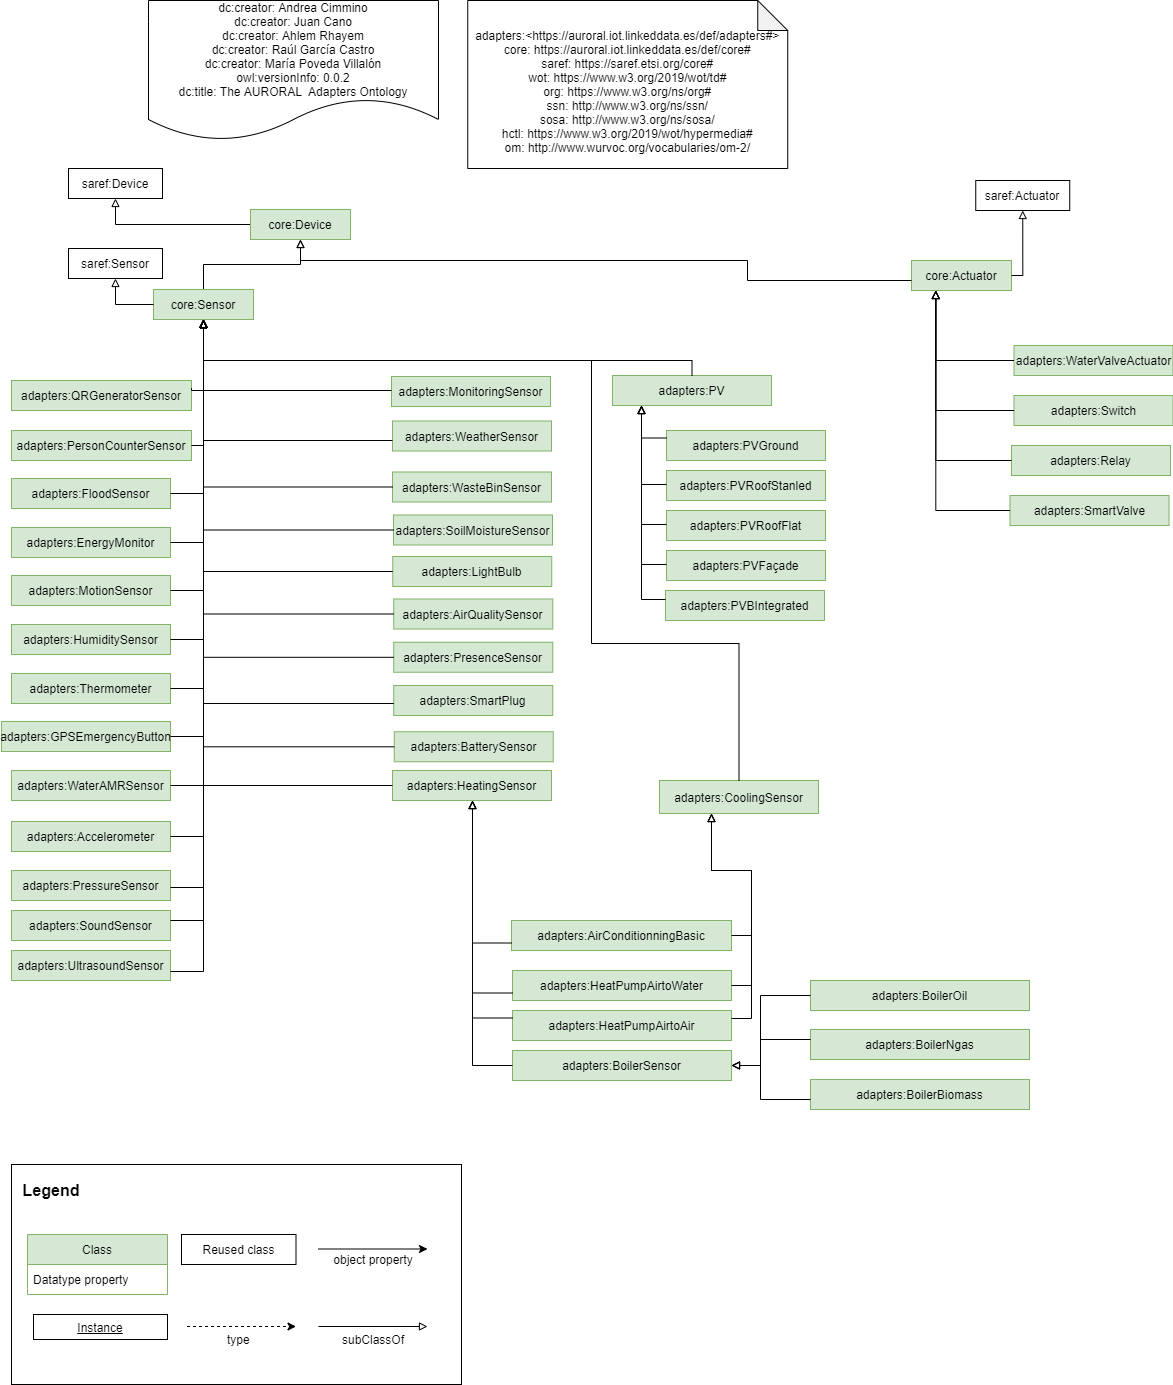 dc:creator: Andrea Cimmino
dc:creator: Juan Cano
dc:creator: Ahlem Rhayem
dc:creator: Raúl García Castro
dc:creator: María Poveda Villalón
owl:versionInfo: 0.0.2
dc:title: The AURORAL Adapters Ontology
adapters:<https://auroral.iot.linkeddata.es/def/adapters#>
core: https://auroral.iot.linkeddata.es/def/core#
saref: https://saref.etsi.org/core#
wot: https://www.w3.org/2019/wot/td#
org: https://www.w3.org/ns/org#
ssn: http://www.w3.org/ns/ssn/
sosa: http://www.w3.org/ns/sosa/
hctl: https://www.w3.org/2019/wot/hypermedia#
om: http://www.wurvoc.org/vocabularies/om-2/
saref:Device
saref:Actuator
core:Device
saref:Sensor
core:Actuator
core:Sensor
adapters:QRGeneratorSensor
adapters:PersonCounterSensor
adapters:FloodSensor
adapters:EnergyMonitor
adapters:MotionSensor
adapters:HumiditySensor
adapters:Thermometer
adapters:GPSEmergencyButton
adapters:WaterAMRSensor
adapters:Accelerometer
adapters:PressureSensor
adapters:SoundSensor
adapters:UltrasoundSensor
adapters:MonitoringSensor
adapters:WeatherSensor
adapters:WasteBinSensor
adapters:SoilMoistureSensor
adapters:LightBulb
adapters:AirQualitySensor
adapters:PresenceSensor
adapters:SmartPlug
adapters:BatterySensor
adapters:HeatingSensor
adapters:PV
adapters:PVGround
adapters:PVRoofStanled
adapters:PVRoofFlat
adapters:PVFaçade
adapters:PVBIntegrated
adapters:WaterValveActuator
adapters:Switch
adapters:Relay
adapters:SmartValve
adapters:CoolingSensor
adapters:AirConditionningBasic
adapters:HeatPumpAirtoWater
adapters:HeatPumpAirtoAir
adapters:BoilerSensor
adapters:BoilerOil
adapters:BoilerNgas
adapters:BoilerBiomass
Legend
Class
Datatype property
Reused class
object property
Instance
type
subClassOf